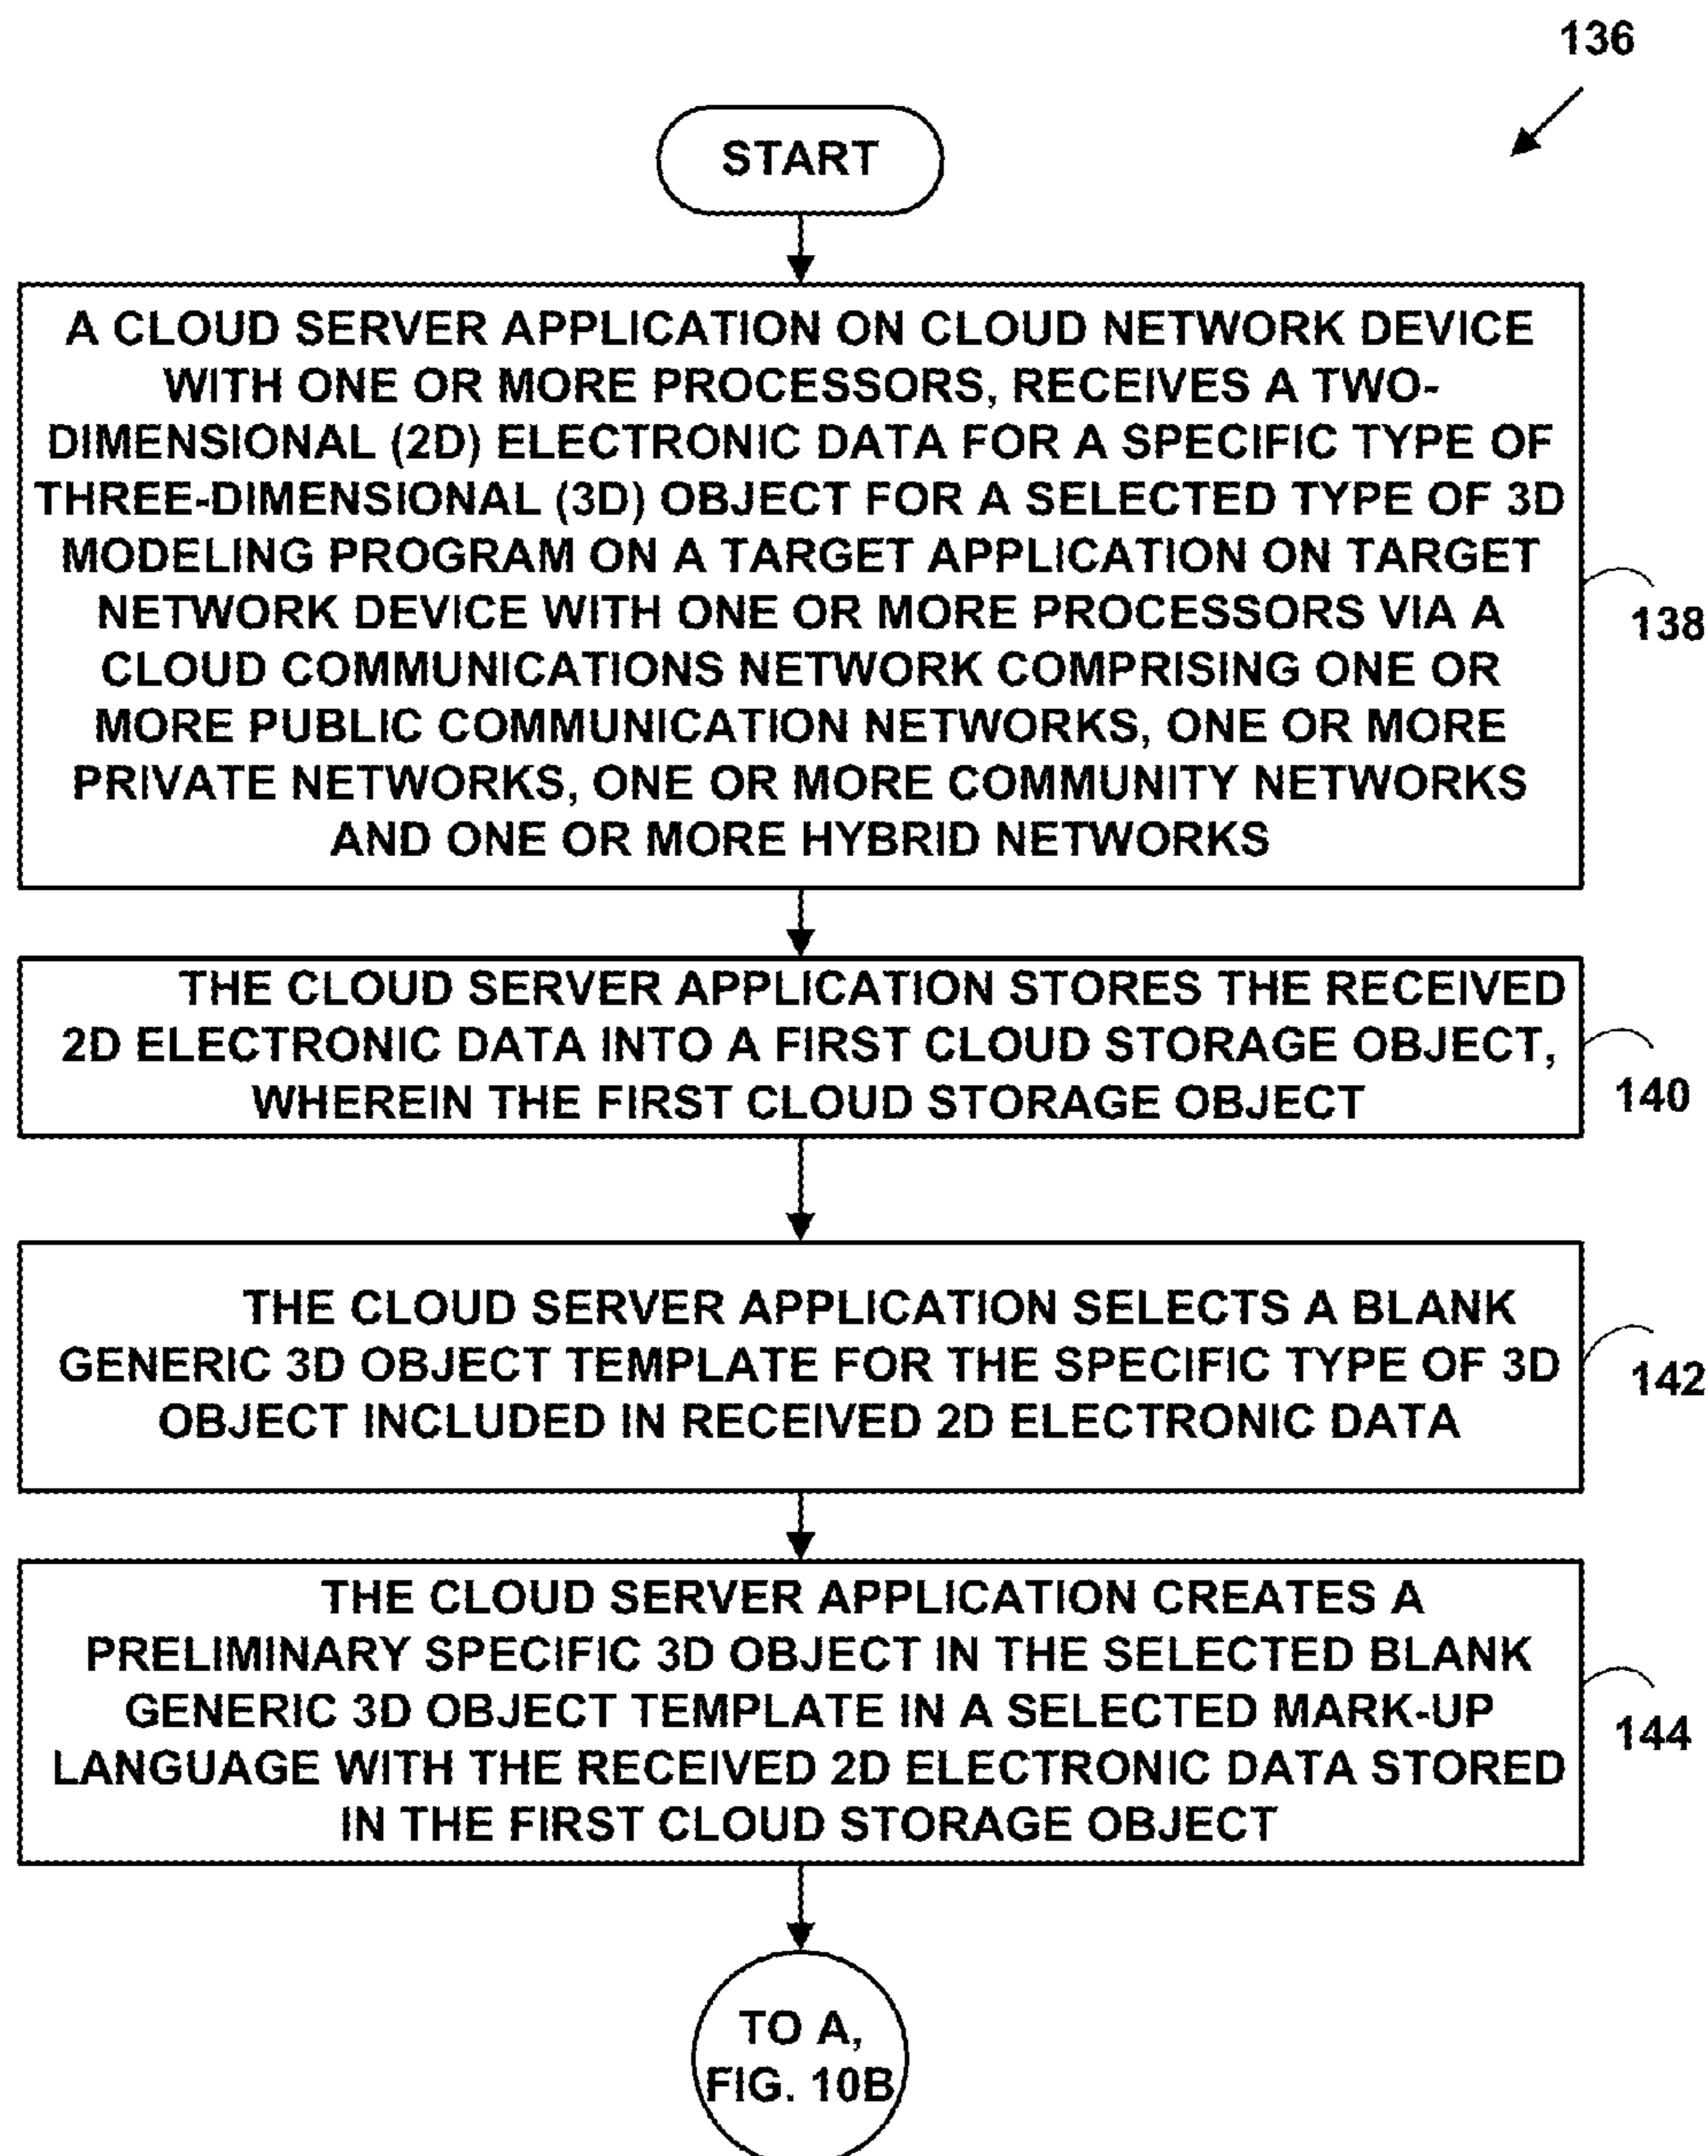 136
START
A CLOUD SERVER APPLICATION ON CLOUD NETWORK DEVICE
WITH ONE OR MORE PROCESSORS, RECEIVES A TWO-
DIMENSIONAL (2D) ELECTRONIC DATA FOR A SPECIFIC TYPE OF
THREE-DIMENSIONAL (3D) OBJECT FOR A SELECTED TYPE OF 3D
MODELING PROGRAM ON A TARGET APPLICATION ON TARGET
NETWORK DEVICE WITH ONE OR MORE PROCESSORS VIA A
CLOUD COMMUNICATIONS NETWORK COMPRISING ONE OR
MORE PUBLIC COMMUNICATION NETWORKS, ONE OR MORE
PRIVATE NETWORKS, ONE OR MORE COMMUNITY NETWORKS
AND ONE OR MORE HYBRID NETWORKS
138
THE CLOUD SERVER APPLICATION STORES THE RECEIVED
2D ELECTRONIC DATA INTO A FIRST CLOUD STORAGE OBJECT,
WHEREIN THE FIRST CLOUD STORAGE OBJECT
140
THE CLOUD SERVER APPLICATION SELECTS A BLANK
GENERIC 3D OBJECT TEMPLATE FOR THE SPECIFIC TYPE OF 3D
OBJECT INCLUDED IN RECEIVED 2D ELECTRONIC DATA
142
THE CLOUD SERVER APPLICATION CREATES A
PRELIMINARY SPECIFIC 3D OBJECT IN THE SELECTED BLANK
GENERIC 3D OBJECT TEMPLATE IN A SELECTED MARK-UP
LANGUAGE WITH THE RECEIVED 2D ELECTRONIC DATA STORED
IN THE FIRST CLOUD STORAGE OBJECT
144
TO A,
FIG. 10B